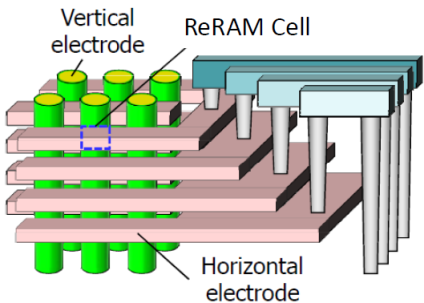 Vertical
electrode
ReRAM Cell
Horizontal
electrode